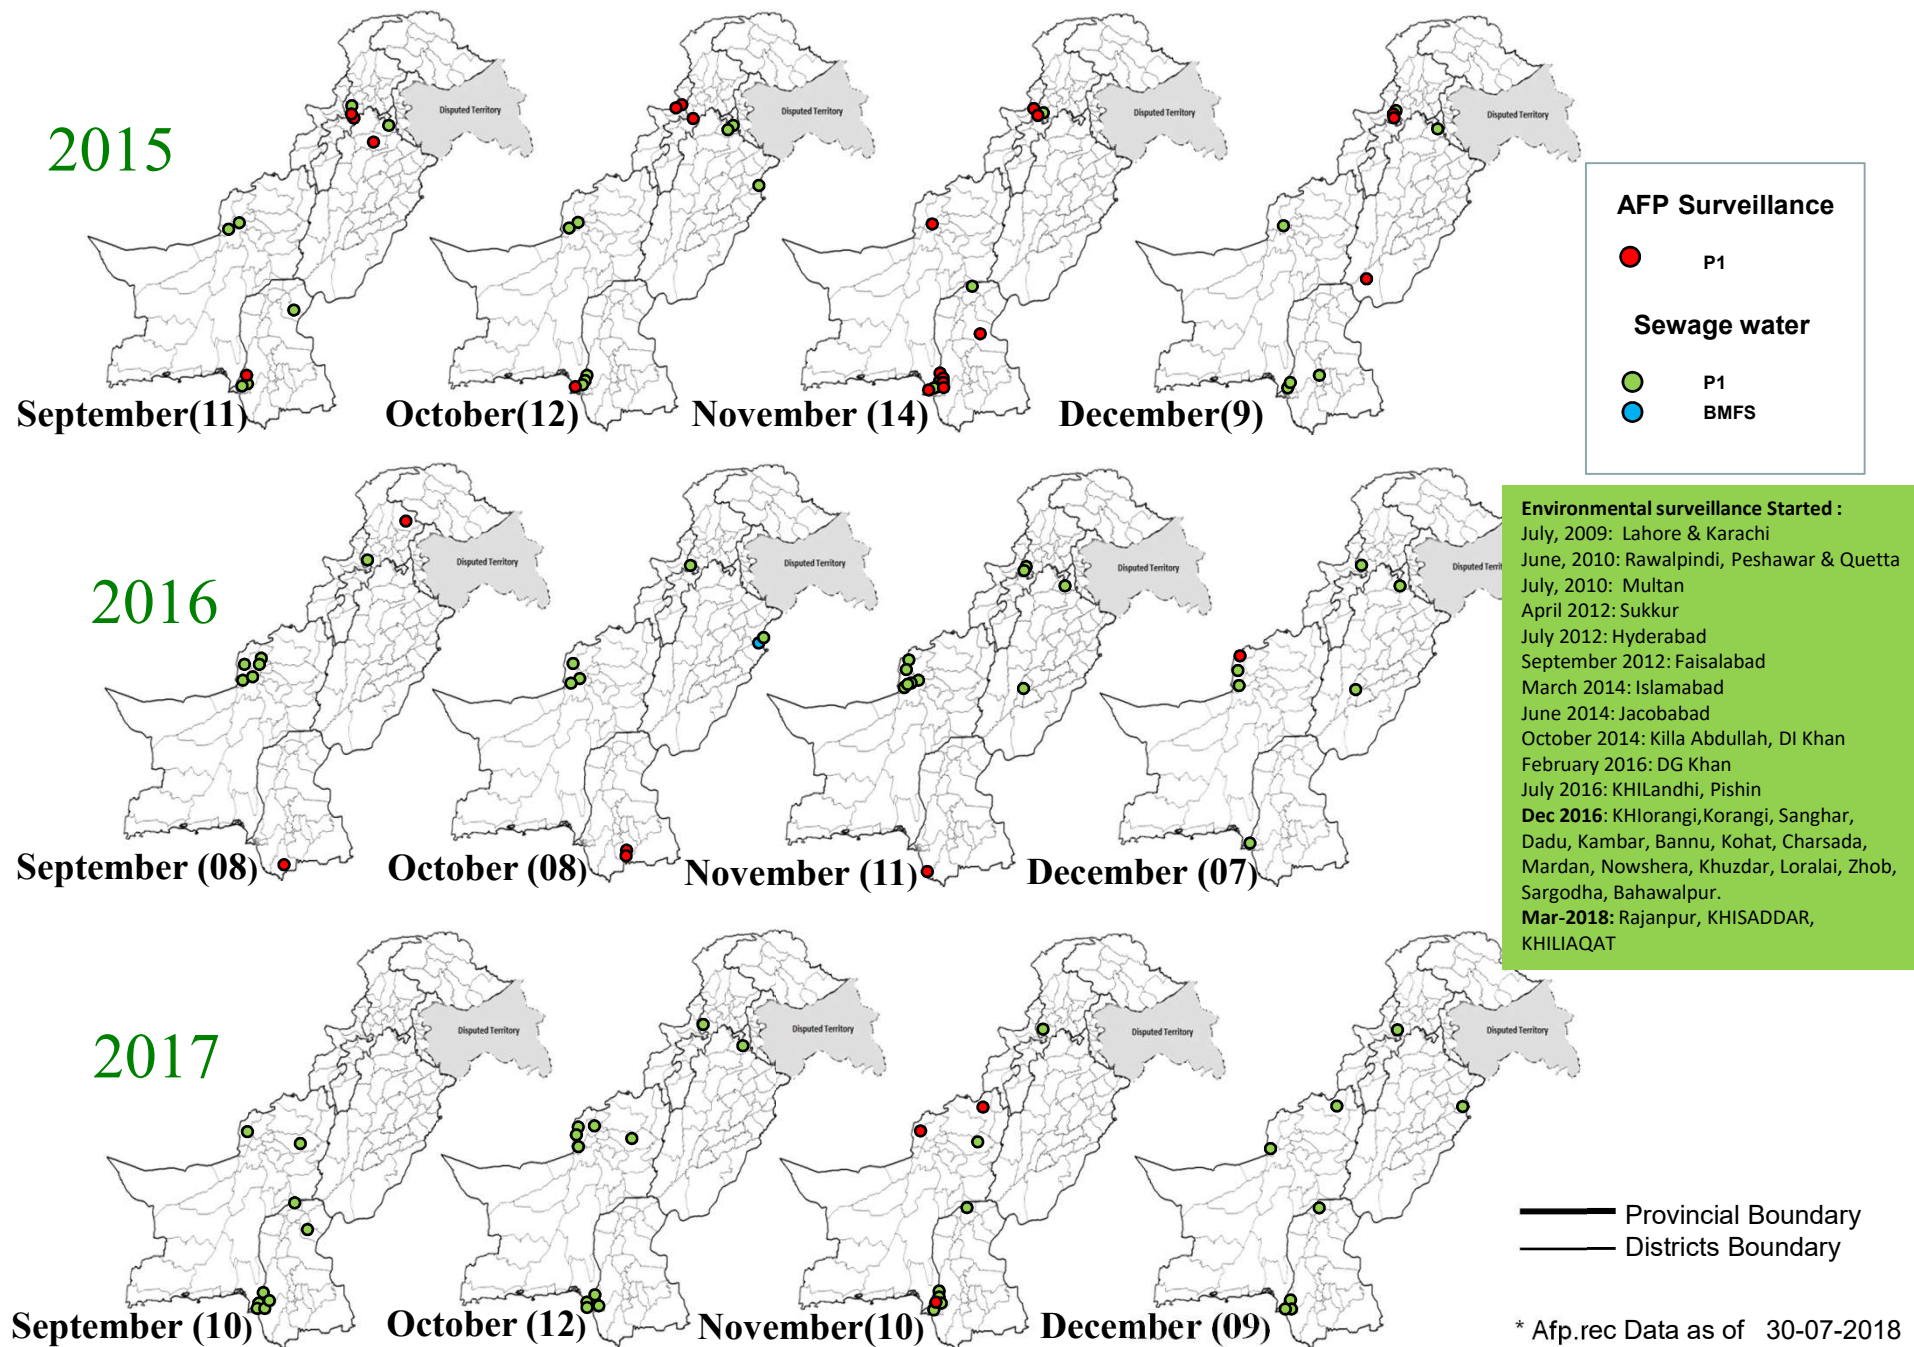 2015
Disputed Territory
Disputed Territory
Disputed Territory
Disputed Territory
September(11)
October(12)
November (14)
December(9)
AFP Surveillance
P1
Sewage water
P1
BMFS
2016
Disputed Territory
Disputed Territory
Disputed Territory
Disputed Terri
September (08)
October (08)
November (11)
December (07)
Environmental surveillance Started :
July, 2009: Lahore & Karachi
June, 2010: Rawalpindi, Peshawar & Quetta
July, 2010: Multan
April 2012: Sukkur
July 2012: Hyderabad
September 2012: Faisalabad
March 2014: Islamabad
June 2014: Jacobabad
October 2014: Killa Abdullah, DI Khan
February 2016: DG Khan
July 2016: KHILandhi, Pishin
Dec 2016: KHIorangi,Korangi, Sanghar,
Dadu, Kambar, Bannu, Kohat, Charsada,
Mardan, Nowshera, Khuzdar, Loralai, Zhob,
Sargodha, Bahawalpur.
Mar-2018: Rajanpur, KHISADDAR,
KHILIAQAT
2017
Disputed Territory
Disputed Territory
Disputed Territory
Disputed Territory
September (10)
October (12)
November(10)
December (09)
Provincial Boundary
Districts Boundary
* Afp.rec Data as of 30-07-2018